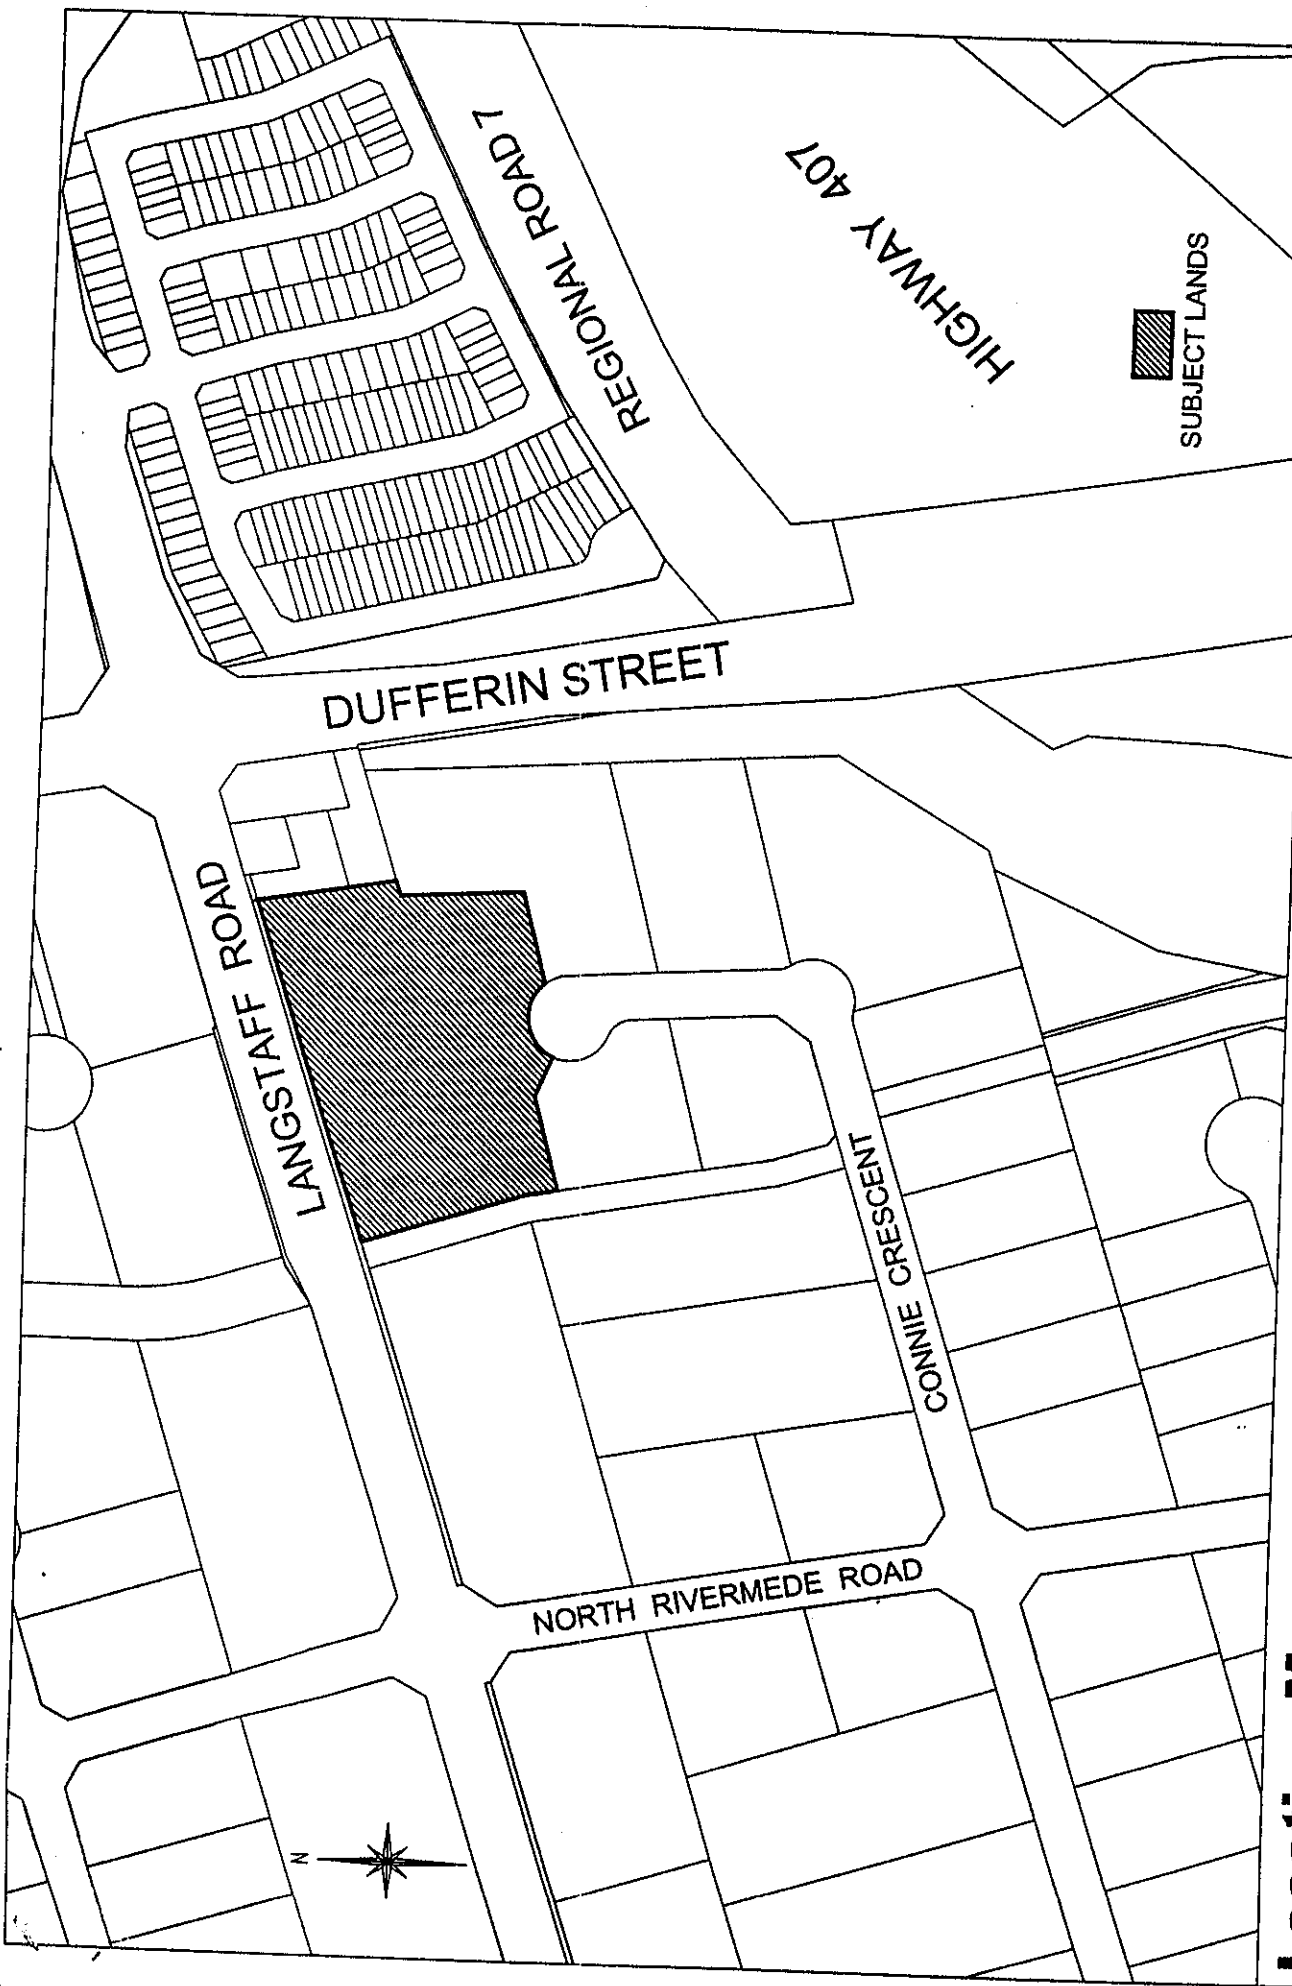 REGIONAL ROAD 7
HIGHWAY 407
SUBJECT LANDS
DUFFERIN STREET
LANGSTAFF ROAD
CONNIE CRESCENT
NORTH RIVERMEDE ROAD
N